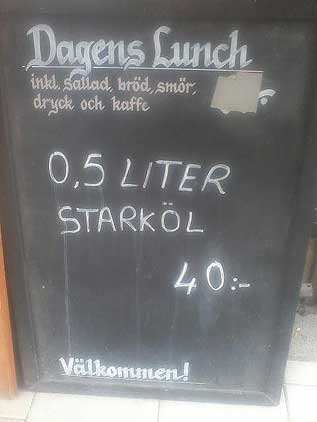 Dagens Lunch
inkl. sallad, bröd, smör,
dryck och kaffe
0,5 LITER
STARKÖL
40:-
Välkommen!